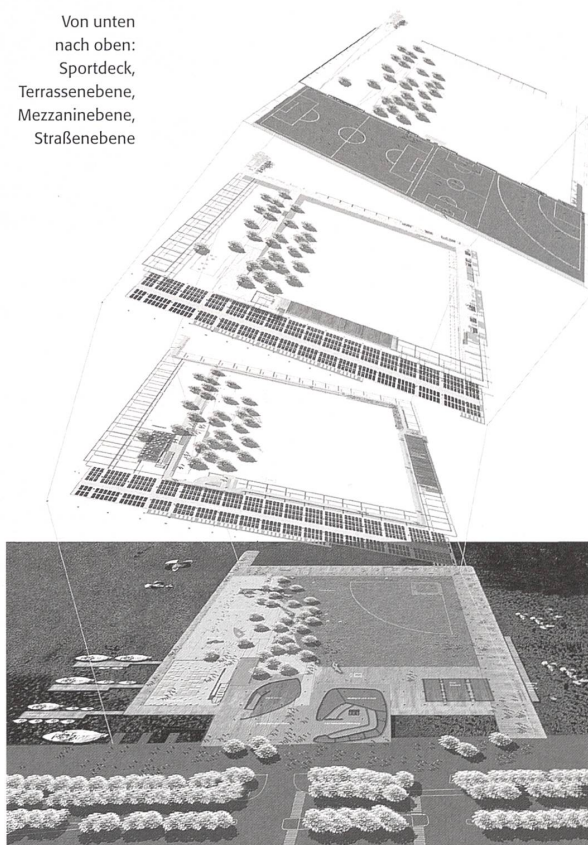 Von unten
nach oben:
Sportdeck,
Terrassenebene,
Mezzaninebene,
Straßenebene